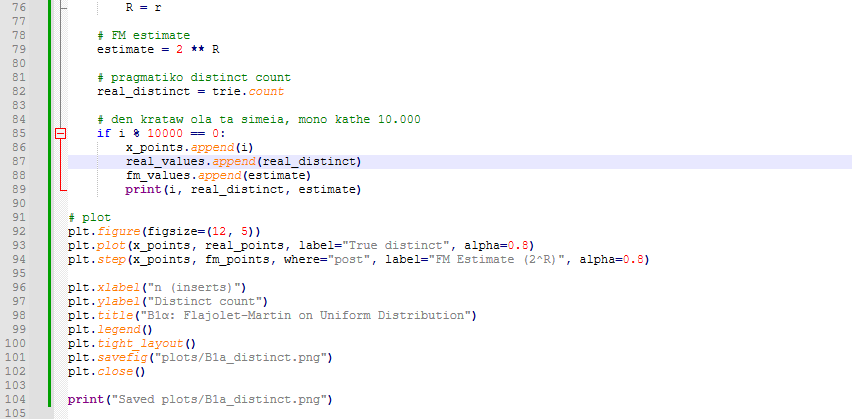 76 R = r
77
78 # FM estimate
79 estimate = 2 ** R
80
81 # pragmatiko distinct count
82 real_distinct = trie.count
83
84 # den krataw ola ta simeia, mono kathe 10.000
85 if i % 10000 == 0:
86 x_points.append(i)
87 real_values.append(real_distinct)
88 fm_values.append(estimate)
89 print(i, real_distinct, estimate)
90
91 # plot
92 plt.figure(figsize=(12, 5))
93 plt.plot(x_points, real_points, label="True distinct", alpha=0.8)
94 plt.step(x_points, fm_points, where="post", label="FM Estimate (2^R)", alpha=0.8)
95
96 plt.xlabel("n (inserts)")
97 plt.ylabel("Distinct count")
98 plt.title("B1α: Flajolet-Martin on Uniform Distribution")
99 plt.legend()
100 plt.tight_layout()
101 plt.savefig("plots/B1a_distinct.png")
102 plt.close()
103
104 print("Saved plots/B1a_distinct.png")
105